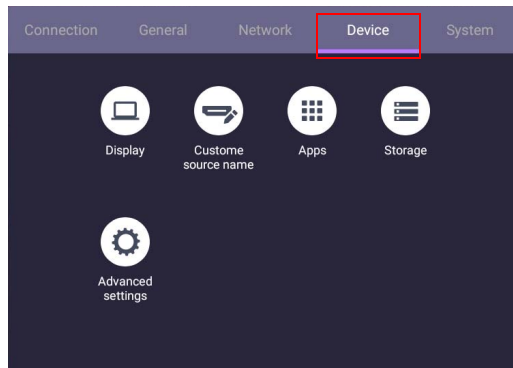 Connection General Network Device System
Display Custome source name Apps Storage
Advanced settings